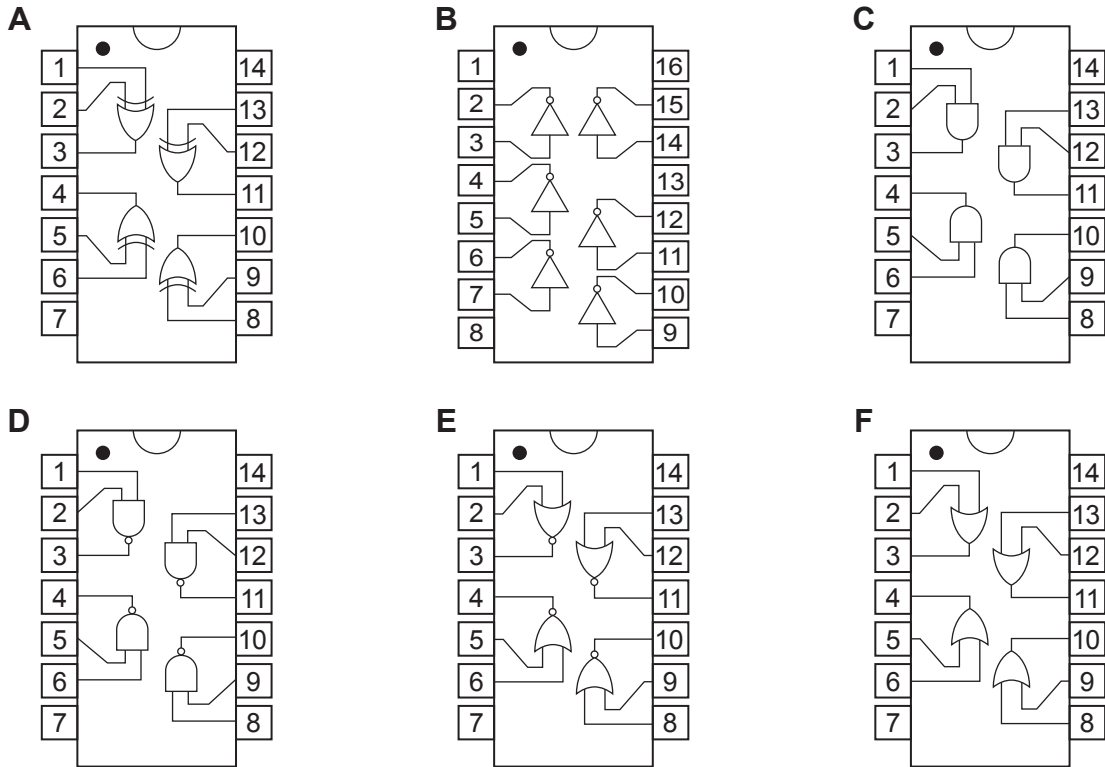 A B C
1 14 1 16 1 14
2 13 2 15 2 13
3 12 3 14 3 12
4 11 4 13 4 11
5 10 5 12 5 10
6 9 6 11 6 9
7 8 7 10 7 8
8 9
D E F
1 14 1 14 1 14
2 13 2 13 2 13
3 12 3 12 3 12
4 11 4 11 4 11
5 10 5 10 5 10
6 9 6 9 6 9
7 8 7 8 7 8